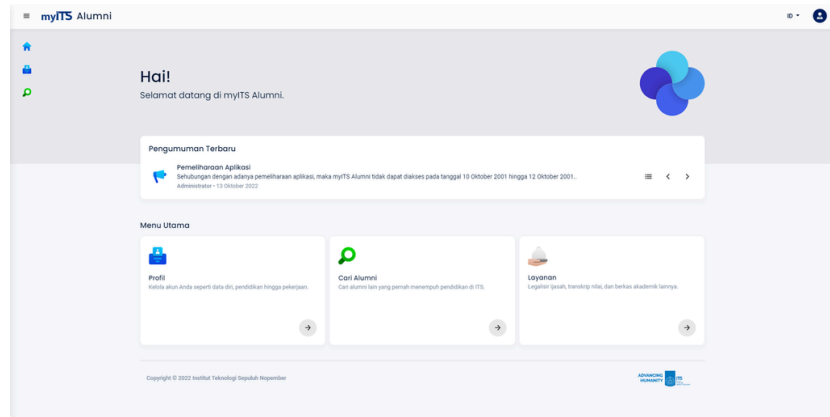 myITS Alumni
ID
Hai!
Selamat datang di myITS Alumni.
Pengumuman Terbaru
Pemeliharaan Aplikasi
Sehubungan dengan adanya pemeliharaan aplikasi, maka myITS Alumni tidak dapat diakses pada tanggal 10 Oktober 2001 hingga 12 Oktober 2001..
Administrator • 13 Oktober 2022
Menu Utama
Profil
Kelola akun Anda seperti data diri, pendidikan hingga pekerjaan.
Cari Alumni
Cari alumni lain yang pernah menempuh pendidikan di ITS.
Layanan
Legalisir ijasah, transkrip nilai, dan berkas akademik lainnya.
Copyright © 2022 Institut Teknologi Sepuluh Nopember
ADVANCING
HUMANITY
ITS